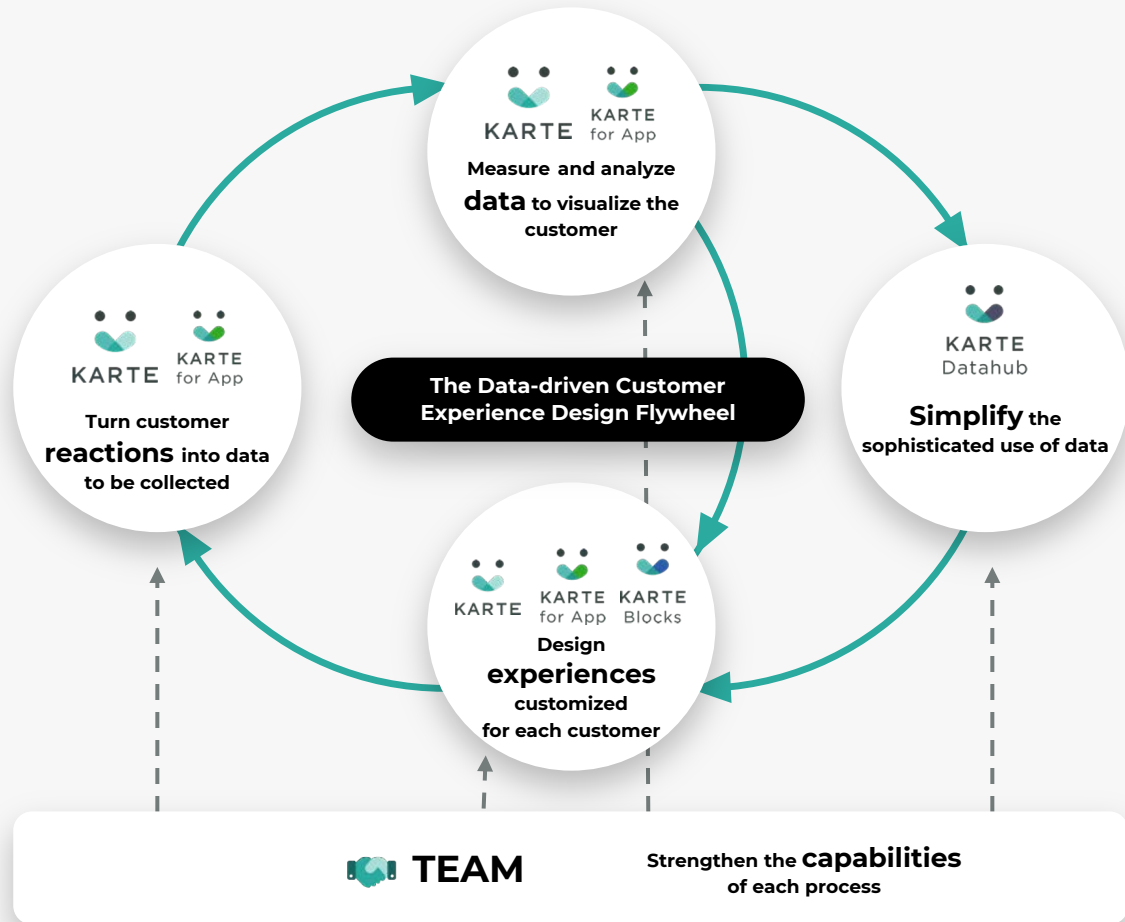 KARTE
KARTE
for App
Measure and analyze
data to visualize the
customer
KARTE
KARTE
for App
Turn customer
reactions into data
to be collected
The Data-driven Customer
Experience Design Flywheel
KARTE
Datahub
Simplify the
sophisticated use of data
KARTE
KARTE
for App
KARTE
Blocks
Design
experiences
customized
for each customer
TEAM
Strengthen the capabilities
of each process